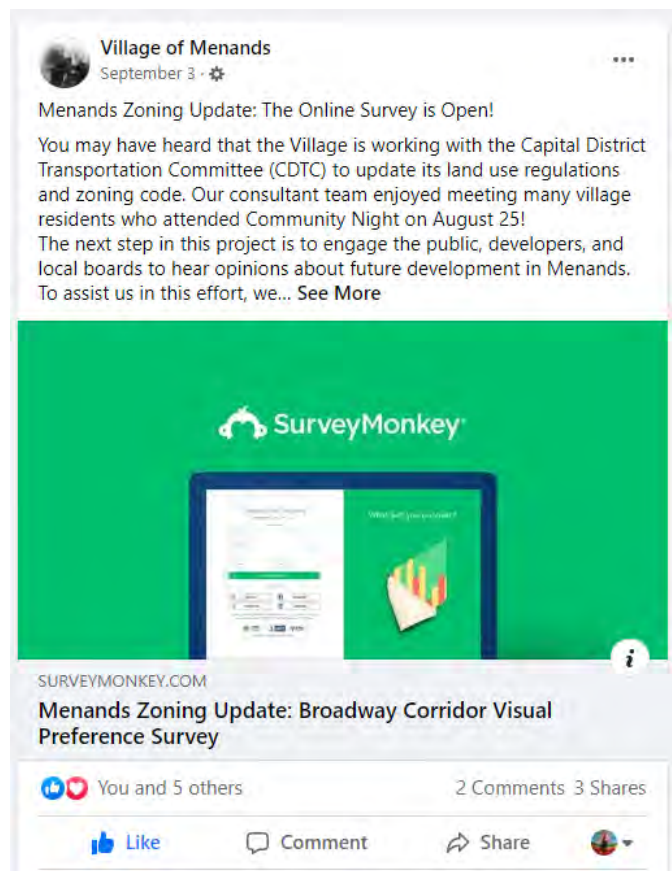 Village of Menands
September 3 ·
Menands Zoning Update: The Online Survey is Open!
You may have heard that the Village is working with the Capital District
Transportation Committee (CDTC) to update its land use regulations
and zoning code. Our consultant team enjoyed meeting many village
residents who attended Community Night on August 25!
The next step in this project is to engage the public, developers, and
local boards to hear opinions about future development in Menands.
To assist us in this effort, we... See More
SurveyMonkey
i
SURVEYMONKEY.COM
Menands Zoning Update: Broadway Corridor Visual
Preference Survey
You and 5 others 2 Comments 3 Shares
Like Comment Share